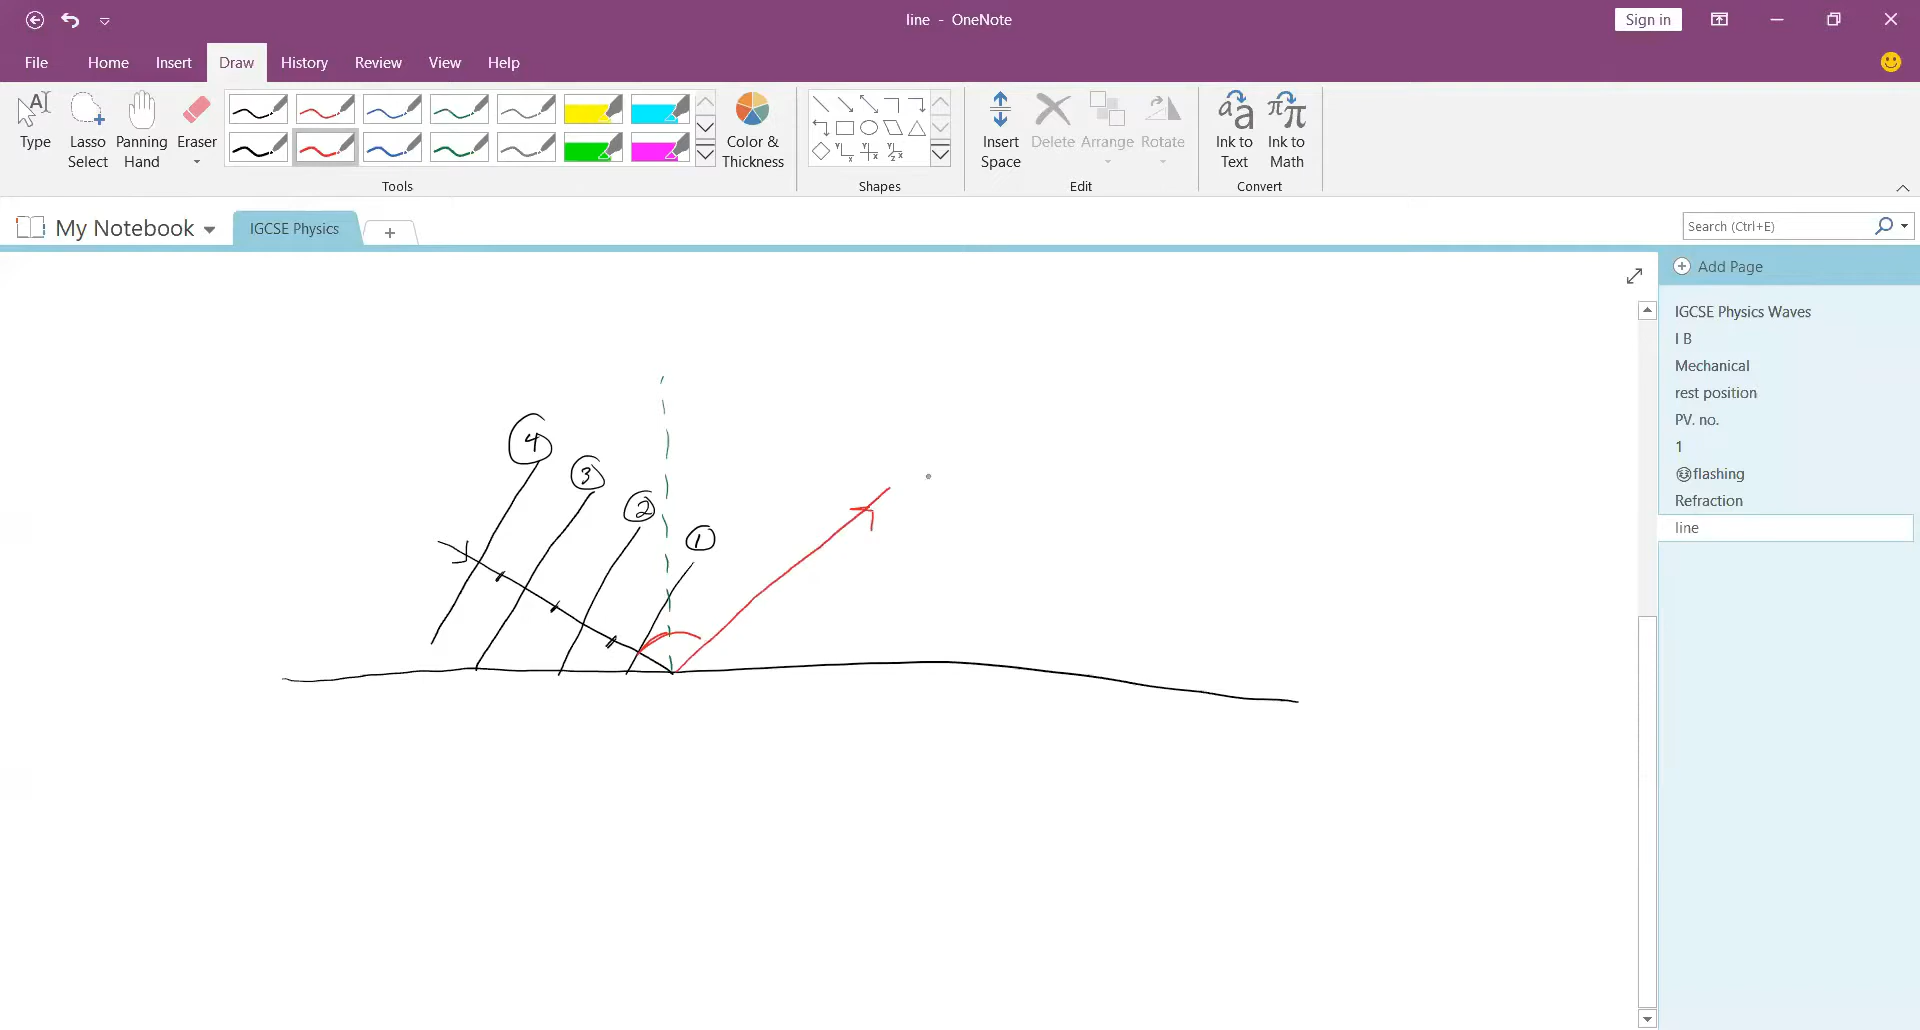 line - OneNote
Sign in
File Home Insert Draw History Review View Help
Type
Lasso Select
Panning Hand
Eraser
Color & Thickness
Insert Space
Delete
Arrange
Rotate
Ink to Text
Ink to Math
Tools
Shapes
Edit
Convert
My Notebook
IGCSE Physics
Search (Ctrl+E)
Add Page
IGCSE Physics Waves
I B
Mechanical
rest position
PV. no.
1
flashing
Refraction
line
4
3
2
1